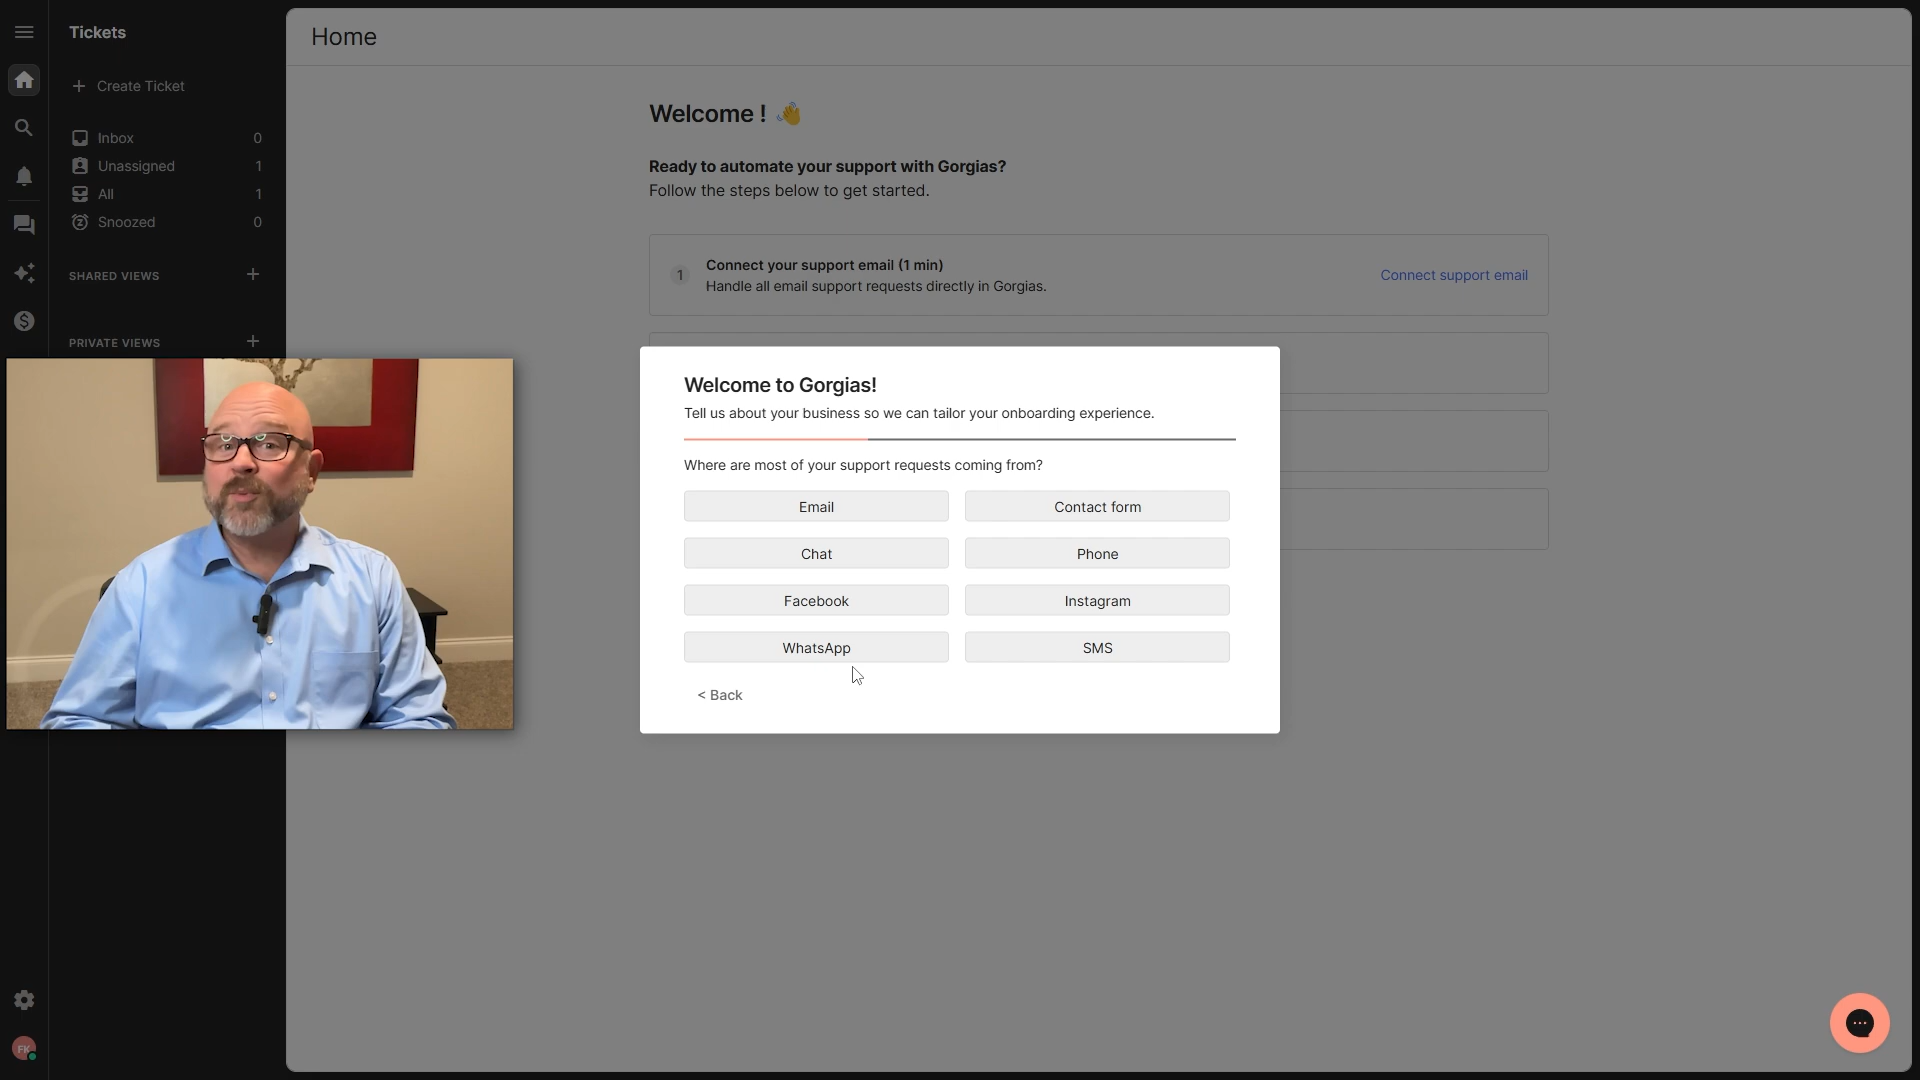 Tickets
Create Ticket
Inbox 0
Unassigned 1
All 1
Snoozed 0
SHARED VIEWS
PRIVATE VIEWS
FK
Home
Welcome ! 👋
Ready to automate your support with Gorgias?
Follow the steps below to get started.
1
Connect your support email (1 min)
Handle all email support requests directly in Gorgias.
Connect support email
Welcome to Gorgias!
Tell us about your business so we can tailor your onboarding experience.
Where are most of your support requests coming from?
Email
Contact form
Chat
Phone
Facebook
Instagram
WhatsApp
SMS
< Back